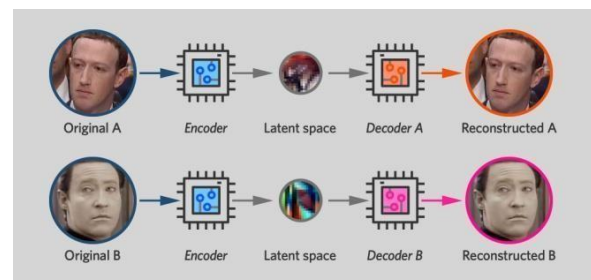 Original A Encoder Latent space Decoder A Reconstructed A
Original B Encoder Latent space Decoder B Reconstructed B